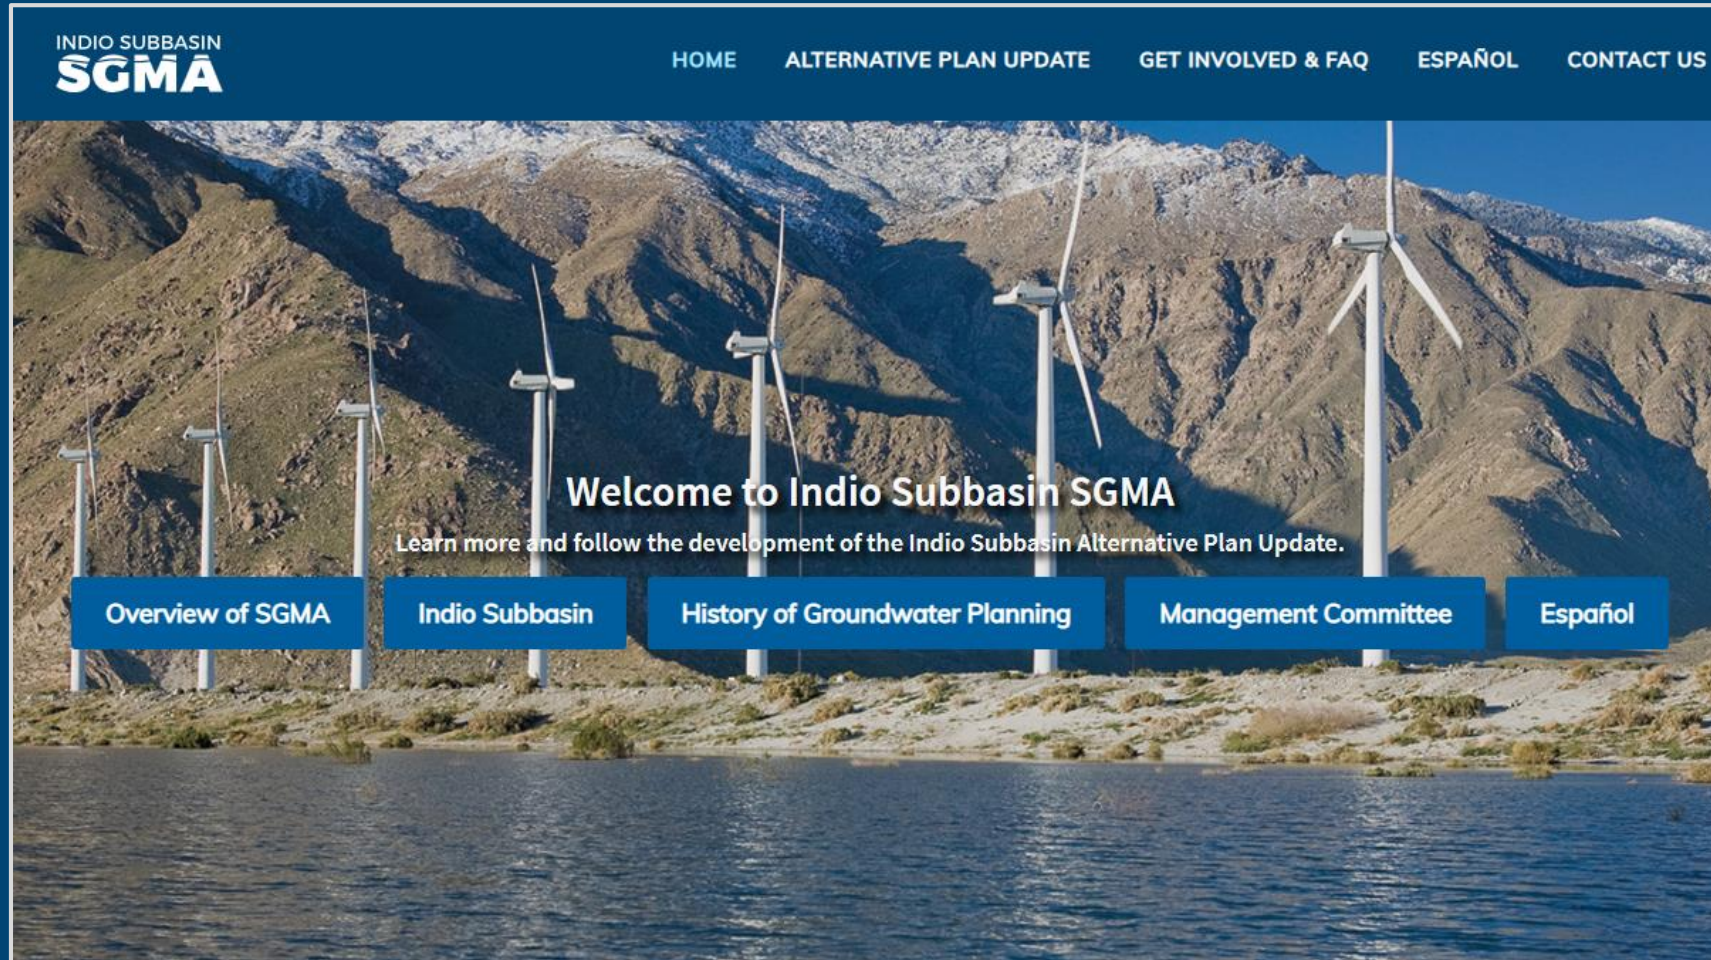 INDIO SUBBASIN
SGMA
HOME ALTERNATIVE PLAN UPDATE GET INVOLVED & FAQ ESPAÑOL CONTACT US
Welcome to Indio Subbasin SGMA
Learn more and follow the development of the Indio Subbasin Alternative Plan Update.
Overview of SGMA Indio Subbasin History of Groundwater Planning Management Committee Español